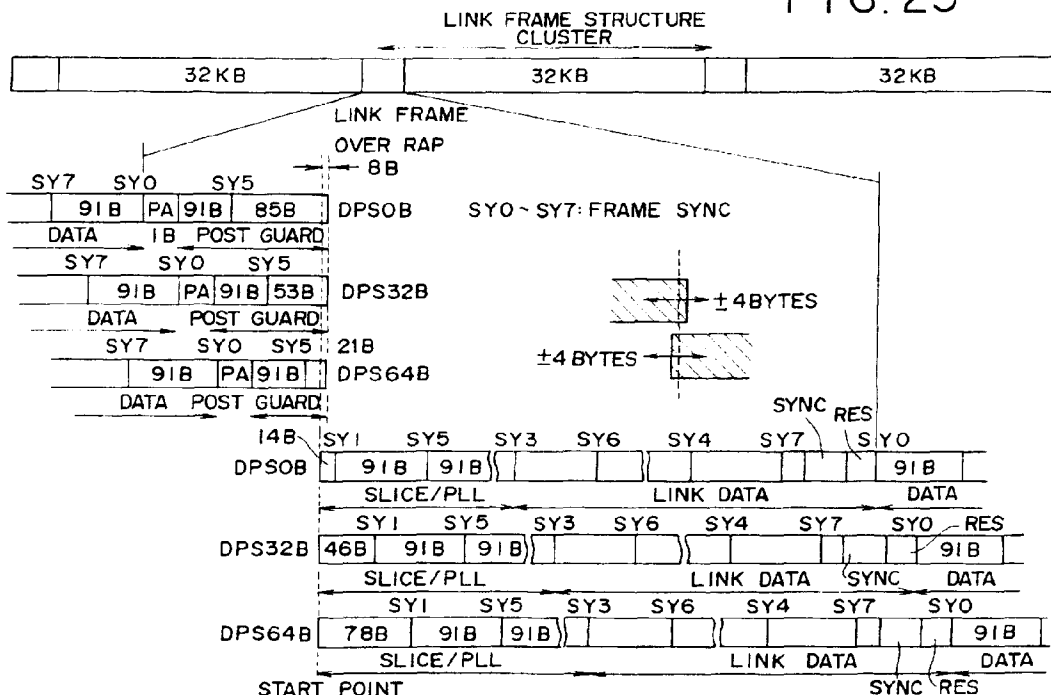 FIG. 25
LINK FRAME STRUCTURE
CLUSTER
32KB 32KB 32KB
LINK FRAME
OVER RAP
8B
SY7 SY0 SY5
91B PA 91B 85B DPS0B SY0~SY7: FRAME SYNC
DATA 1B POST GUARD
SY7 SY0 SY5
91B PA 91B 53B DPS32B ±4BYTES
DATA POST GUARD
SY7 SY0 SY5 21B
91B PA 91B DPS64B ±4BYTES
DATA POST GUARD
SYNC RES
14B SY1 SY5 SY3 SY6 SY4 SY7 SY0
DPS0B 91B 91B 91B
SLICE/PLL LINK DATA DATA
SY1 SY5 SY3 SY6 SY4 SY7 SY0 RES
DPS32B 46B 91B 91B 91B
SLICE/PLL LINK DATA SYNC DATA
SY1 SY5 SY3 SY6 SY4 SY7 SY0
DPS64B 78B 91B 91B 91B
SLICE/PLL LINK DATA DATA
START POINT SYNC RES